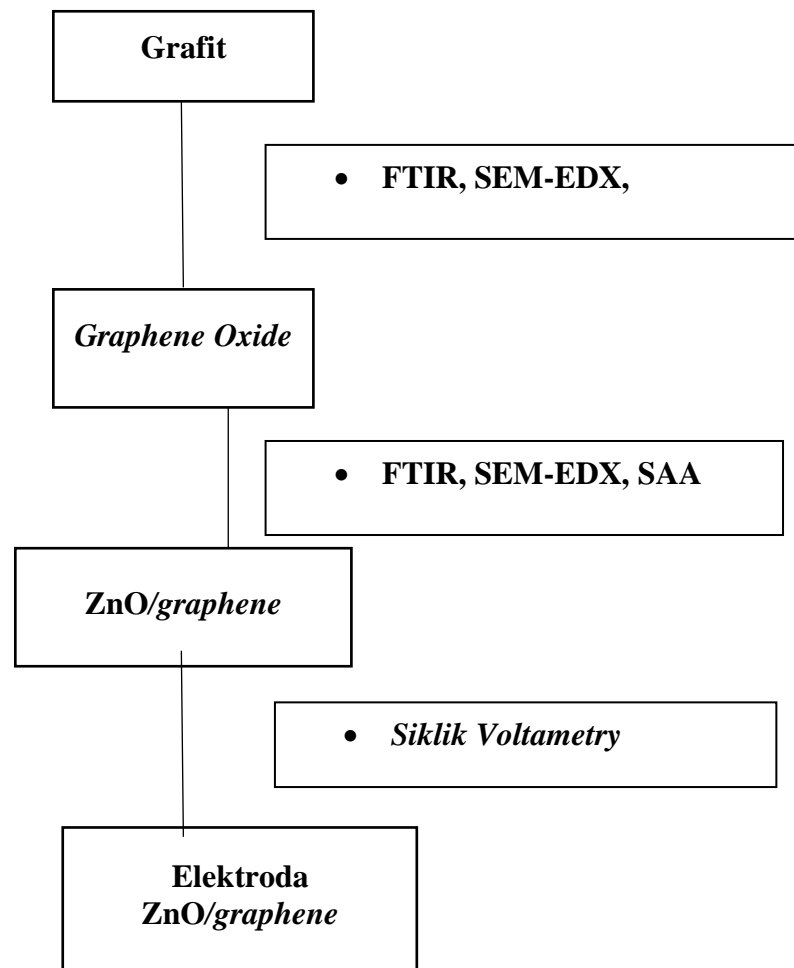 Grafit
• FTIR, SEM-EDX,
Graphene Oxide
• FTIR, SEM-EDX, SAA
ZnO/graphene
• Siklik Voltametry
Elektroda
ZnO/graphene